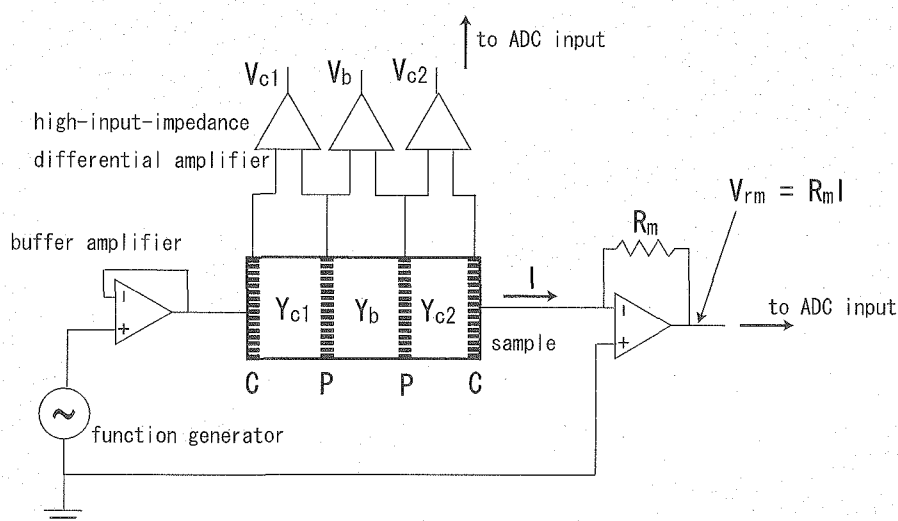 to ADC input
Vc1
Vb
Vc2
high-input-impedance
differential amplifier
Vrm = RmI
Rm
buffer amplifier
I
−
Yc1
Yb
Yc2
−
to ADC input
+
sample
+
C
P
P
C
~
function generator